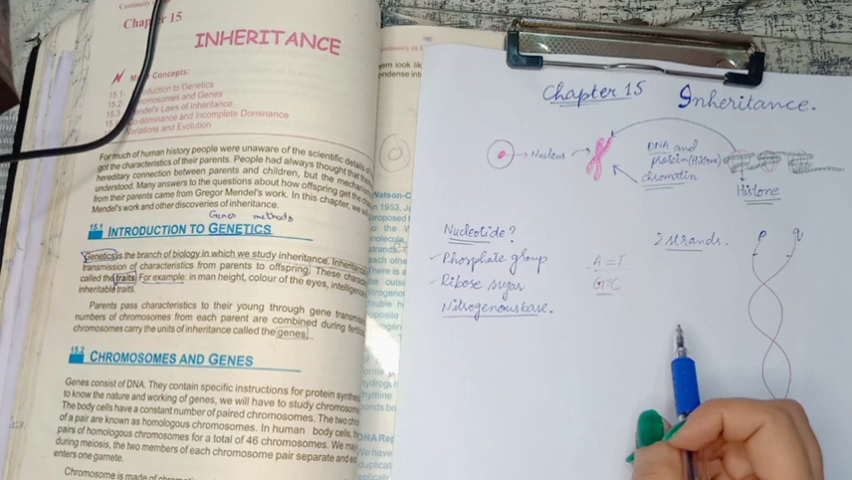 Chapter 15
INHERITANCE
Concepts:
15.1- Introduction to Genetics
15.2- Chromosomes and Genes
15.3- Mendel's Laws of Inheritance
Co-dominance and Incomplete Dominance
Variations and Evolution
For much of human history people were unaware of the scientific details of
got the characteristics of their parents. People had always thought that
hereditary connection between parents and children, but the
understood. Many answers to the questions about how offspring get the
from their parents came from Gregor Mendel's work. In this chapter, we
Mendel's work and other discoveries of inheritance.
Genes methods
15.1 INTRODUCTION TO GENETICS
Genetics is the branch of biology in which we study inheritance.
transmission of characteristics from parents to offspring. These
called the traits. For example: in man height, colour of the eyes, intelligence
inheritable traits.
Parents pass characteristics to their young through gene
numbers of chromosomes from each parent are combined during
chromosomes carry the units of inheritance called the genes.
15.2 CHROMOSOMES AND GENES
Genes consist of DNA. They contain specific instructions for protein
to know the nature and working of genes, we will have to study
The body cells have a constant number of paired chromosomes. The two
of a pair are known as homologous chromosomes. In human body cells,
pairs of homologous chromosomes for a total of 46 chromosomes. We
during meiosis, the two members of each chromosome pair separate and
enters one gamete.
Chromosome is made of
look like
Watson-C
in 1953, J
proposed
DNA Rep
We have
Chapter 15 Inheritance.
Nucleus
DNA and
protein (Histone)
chromatin
Histone
Nucleotide?
- Phosphate group
- Ribose sugar
Nitrogenous base.
A = T
G = C
2 strands.